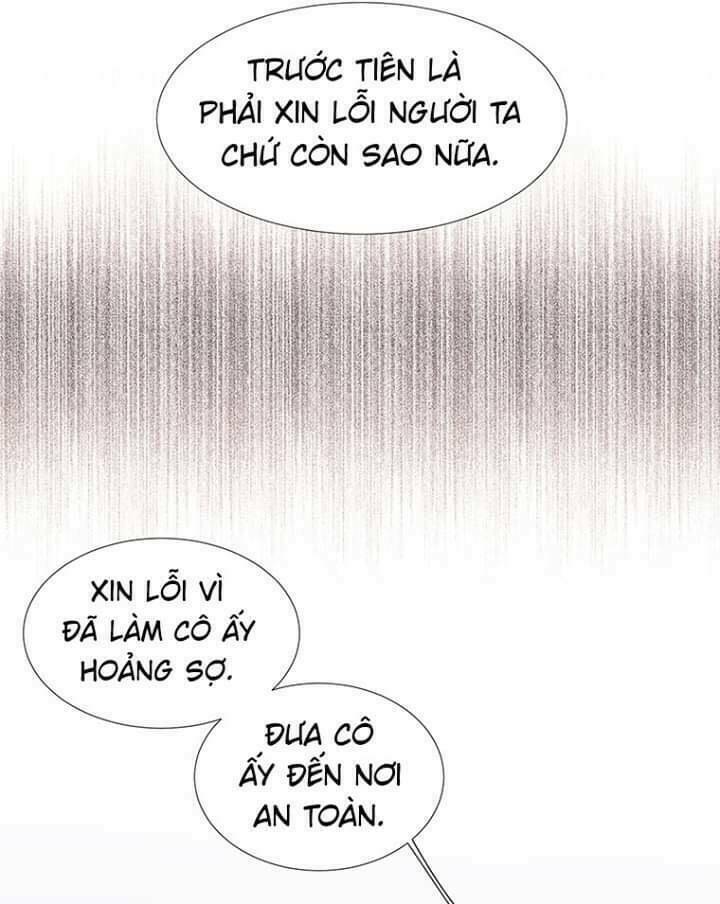 TRƯỚC TIÊN LÀ
PHẢI XIN LỖI NGƯỜI TA
CHỨ CÒN SAO NỮA.
XIN LỖI VÌ
ĐÃ LÀM CÔ ẤY
HOẢNG SỢ.
ĐƯA CÔ
ẤY ĐẾN NƠI
AN TOÀN.